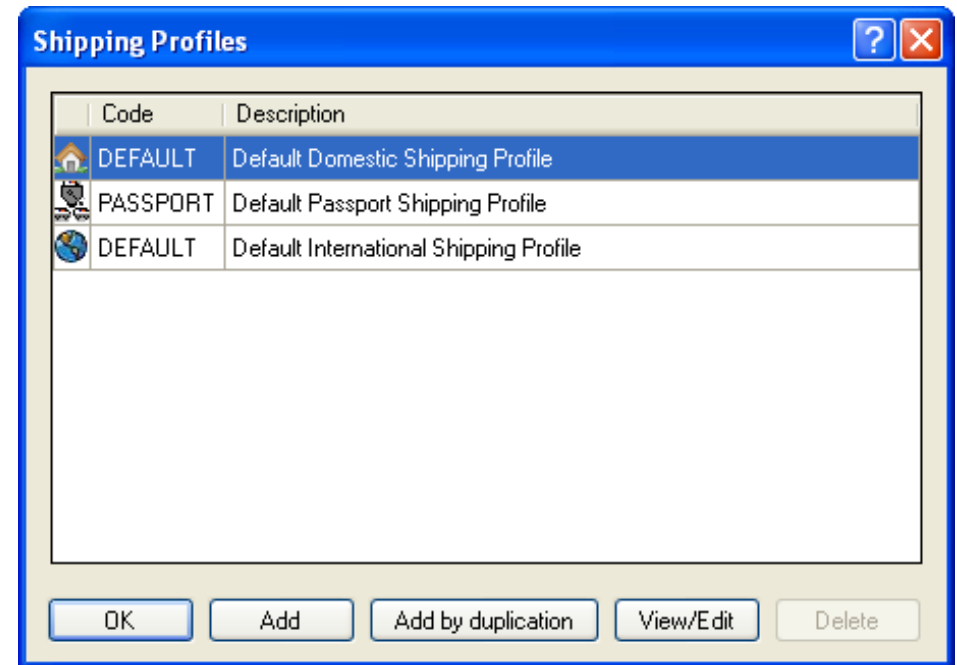 Shipping Profiles ?
Code Description
DEFAULT Default Domestic Shipping Profile
PASSPORT Default Passport Shipping Profile
DEFAULT Default International Shipping Profile
OK Add Add by duplication View/Edit Delete